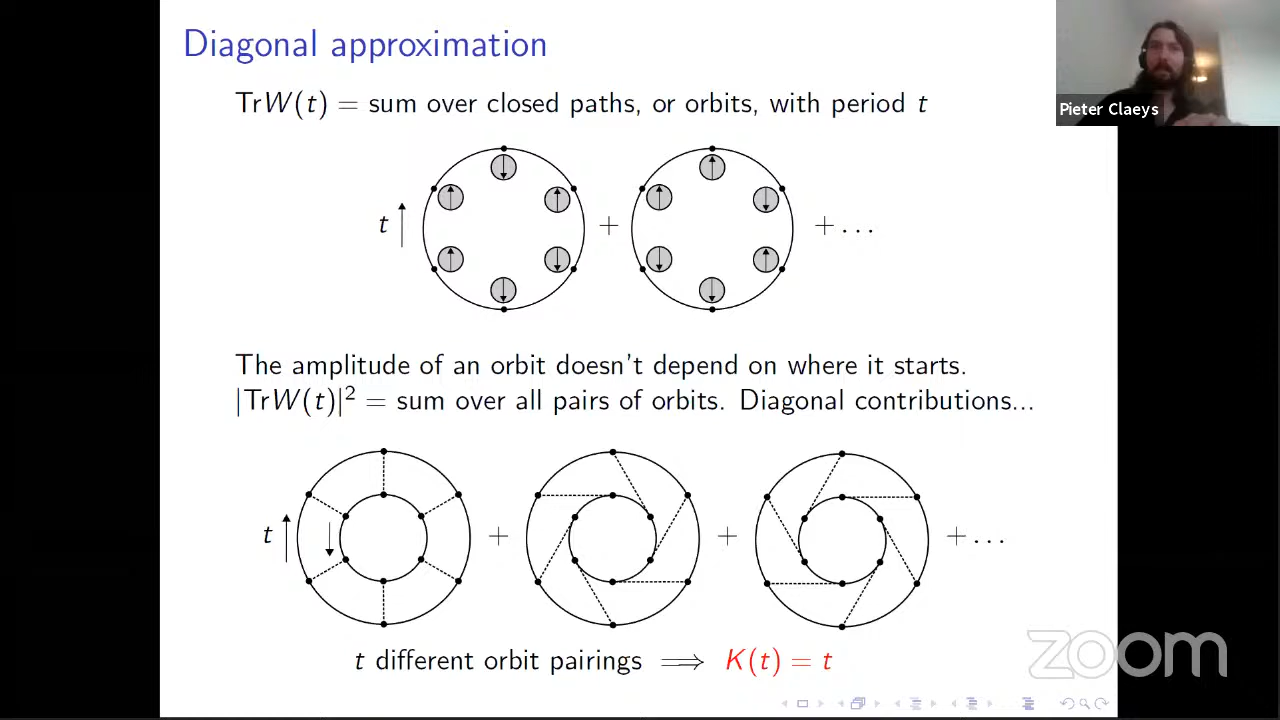 Diagonal approximation
TrW(t) = sum over closed paths, or orbits, with period t
t
+
+ ...
The amplitude of an orbit doesn't depend on where it starts.
|TrW(t)|² = sum over all pairs of orbits. Diagonal contributions...
t
+
+
+ ...
t different orbit pairings ⟹ K(t) = t
Pieter Claeys
zoom